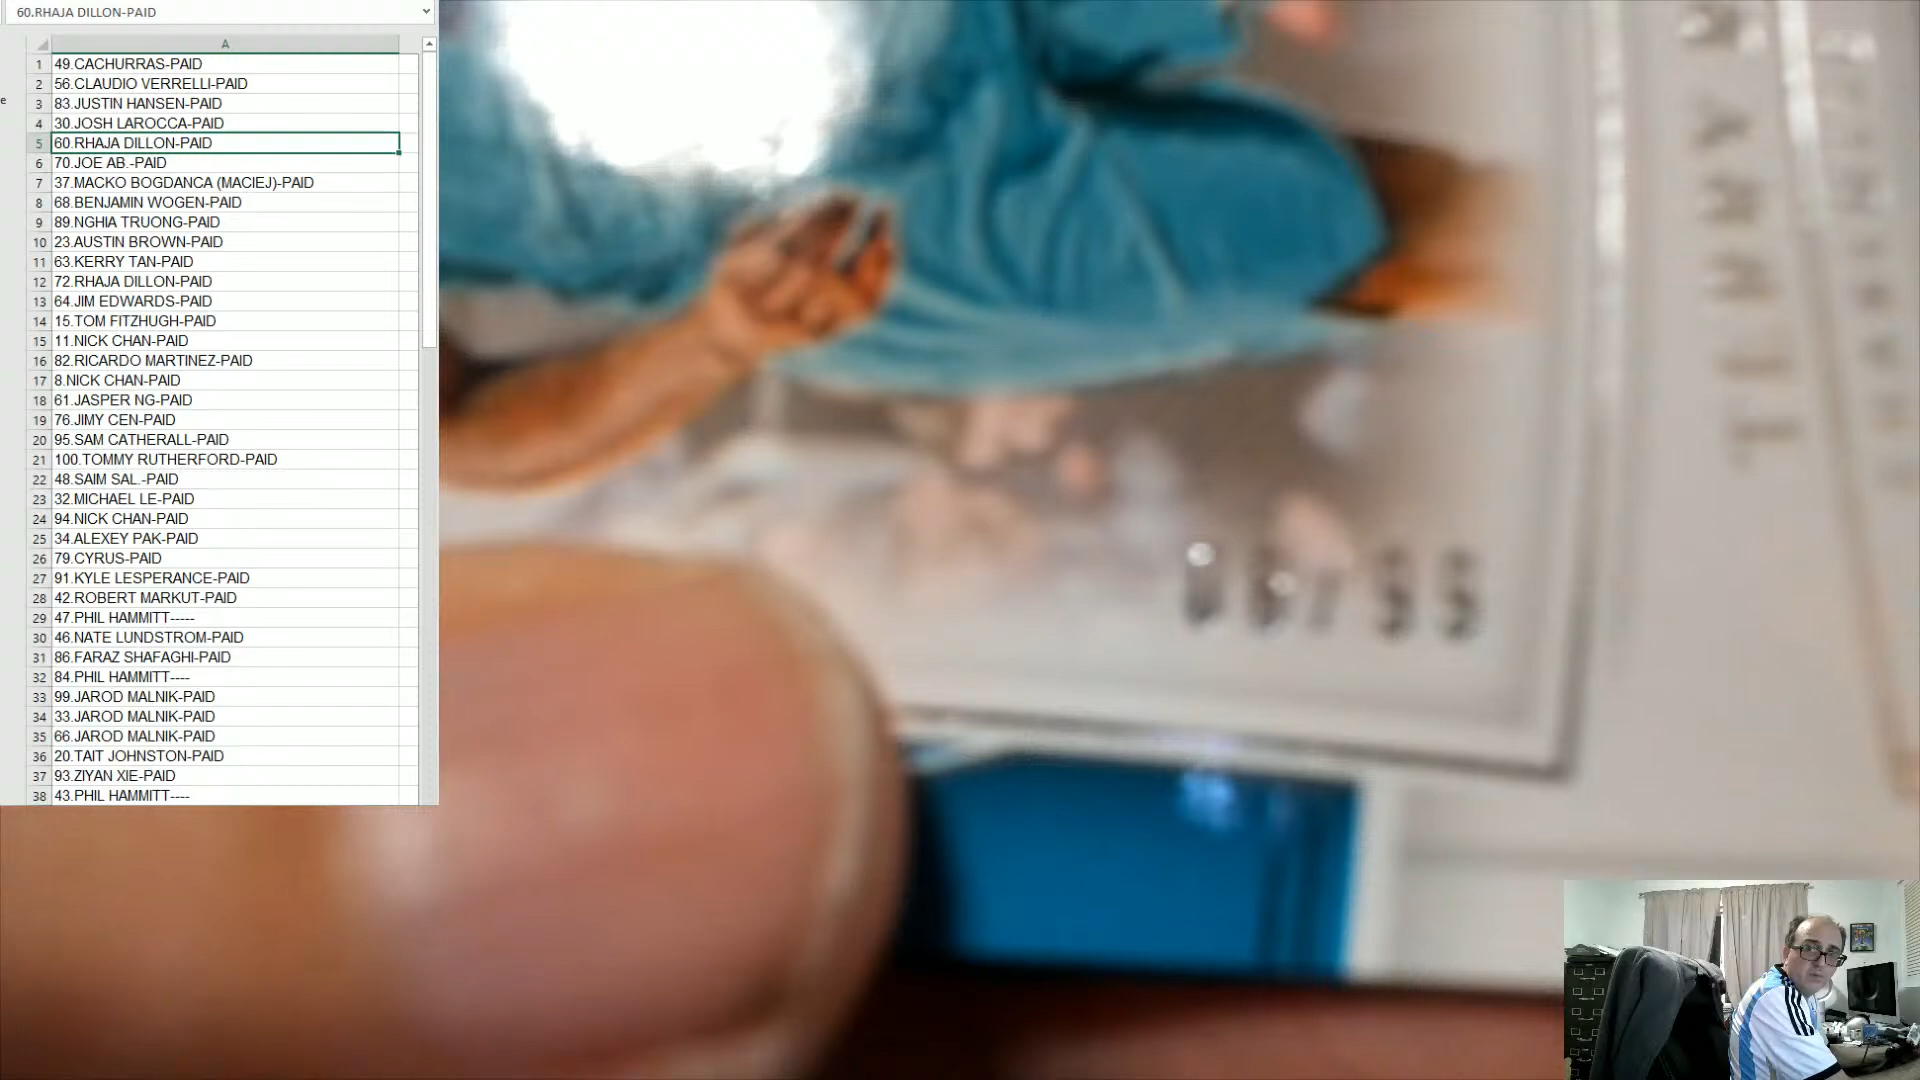 60.RHAJA DILLON-PAID
A
1 49.CACHURRAS-PAID
2 56.CLAUDIO VERRELLI-PAID
3 83.JUSTIN HANSEN-PAID
4 30.JOSH LAROCCA-PAID
5 60.RHAJA DILLON-PAID
6 70.JOE AB.-PAID
7 37.MACKO BOGDANCA (MACIEJ)-PAID
8 68.BENJAMIN WOGEN-PAID
9 89.NGHIA TRUONG-PAID
10 23.AUSTIN BROWN-PAID
11 63.KERRY TAN-PAID
12 72.RHAJA DILLON-PAID
13 64.JIM EDWARDS-PAID
14 15.TOM FITZHUGH-PAID
15 11.NICK CHAN-PAID
16 82.RICARDO MARTINEZ-PAID
17 8.NICK CHAN-PAID
18 61.JASPER NG-PAID
19 76.JIMY CEN-PAID
20 95.SAM CATHERALL-PAID
21 100.TOMMY RUTHERFORD-PAID
22 48.SAIM SAL.-PAID
23 32.MICHAEL LE-PAID
24 94.NICK CHAN-PAID
25 34.ALEXEY PAK-PAID
26 79.CYRUS-PAID
27 91.KYLE LESPERANCE-PAID
28 42.ROBERT MARKUT-PAID
29 47.PHIL HAMMITT-----
30 46.NATE LUNDSTROM-PAID
31 86.FARAZ SHAFAGHI-PAID
32 84.PHIL HAMMITT----
33 99.JAROD MALNIK-PAID
34 33.JAROD MALNIK-PAID
35 66.JAROD MALNIK-PAID
36 20.TAIT JOHNSTON-PAID
37 93.ZIYAN XIE-PAID
38 43.PHIL HAMMITT----